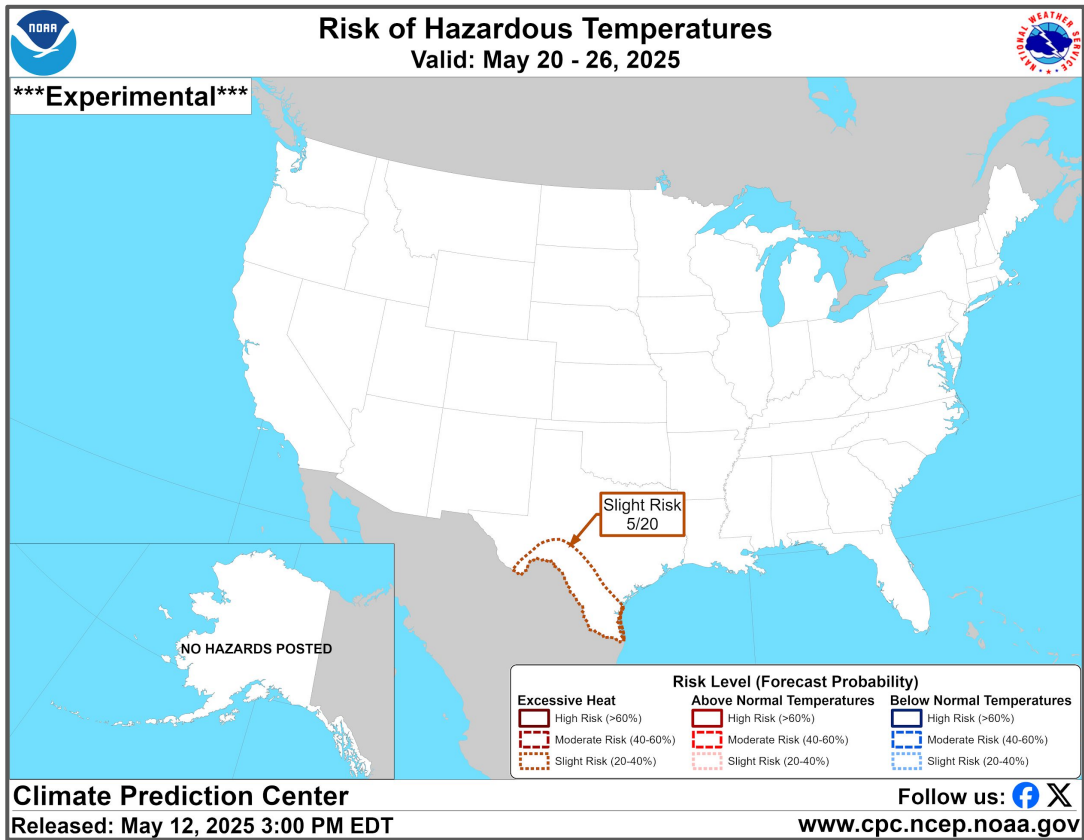 NOAA
Risk of Hazardous Temperatures
Valid: May 20 - 26, 2025
NATIONAL WEATHER SERVICE
***Experimental***
Slight Risk
5/20
NO HAZARDS POSTED
Risk Level (Forecast Probability)
Excessive Heat
High Risk (>60%)
Moderate Risk (40-60%)
Slight Risk (20-40%)
Above Normal Temperatures
High Risk (>60%)
Moderate Risk (40-60%)
Slight Risk (20-40%)
Below Normal Temperatures
High Risk (>60%)
Moderate Risk (40-60%)
Slight Risk (20-40%)
Climate Prediction Center
Released: May 12, 2025 3:00 PM EDT
Follow us:
www.cpc.ncep.noaa.gov